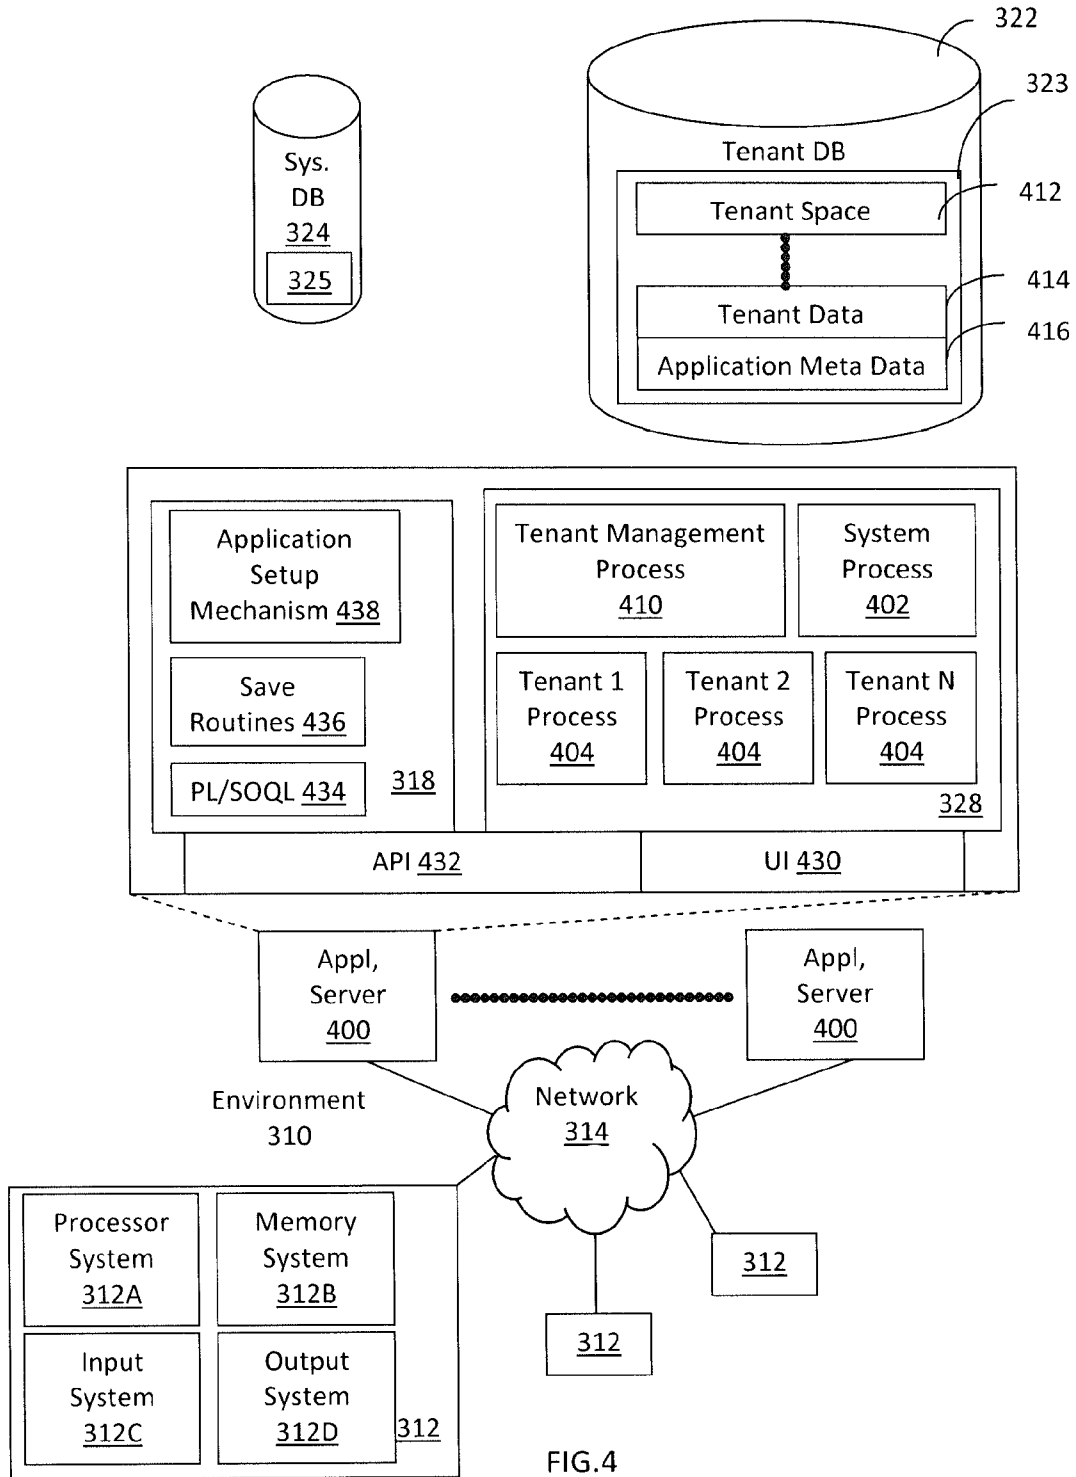 322
323
Sys.
DB
324
325
Tenant DB
Tenant Space
412
Tenant Data
414
Application Meta Data
416
Application
Setup
Mechanism 438
Save
Routines 436
PL/SOQL 434
318
Tenant Management
Process
410
System
Process
402
Tenant 1
Process
404
Tenant 2
Process
404
Tenant N
Process
404
328
API 432
UI 430
Appl,
Server
400
Appl,
Server
400
Environment
310
Network
314
Processor
System
312A
Memory
System
312B
Input
System
312C
Output
System
312D
312
312
312
FIG.4